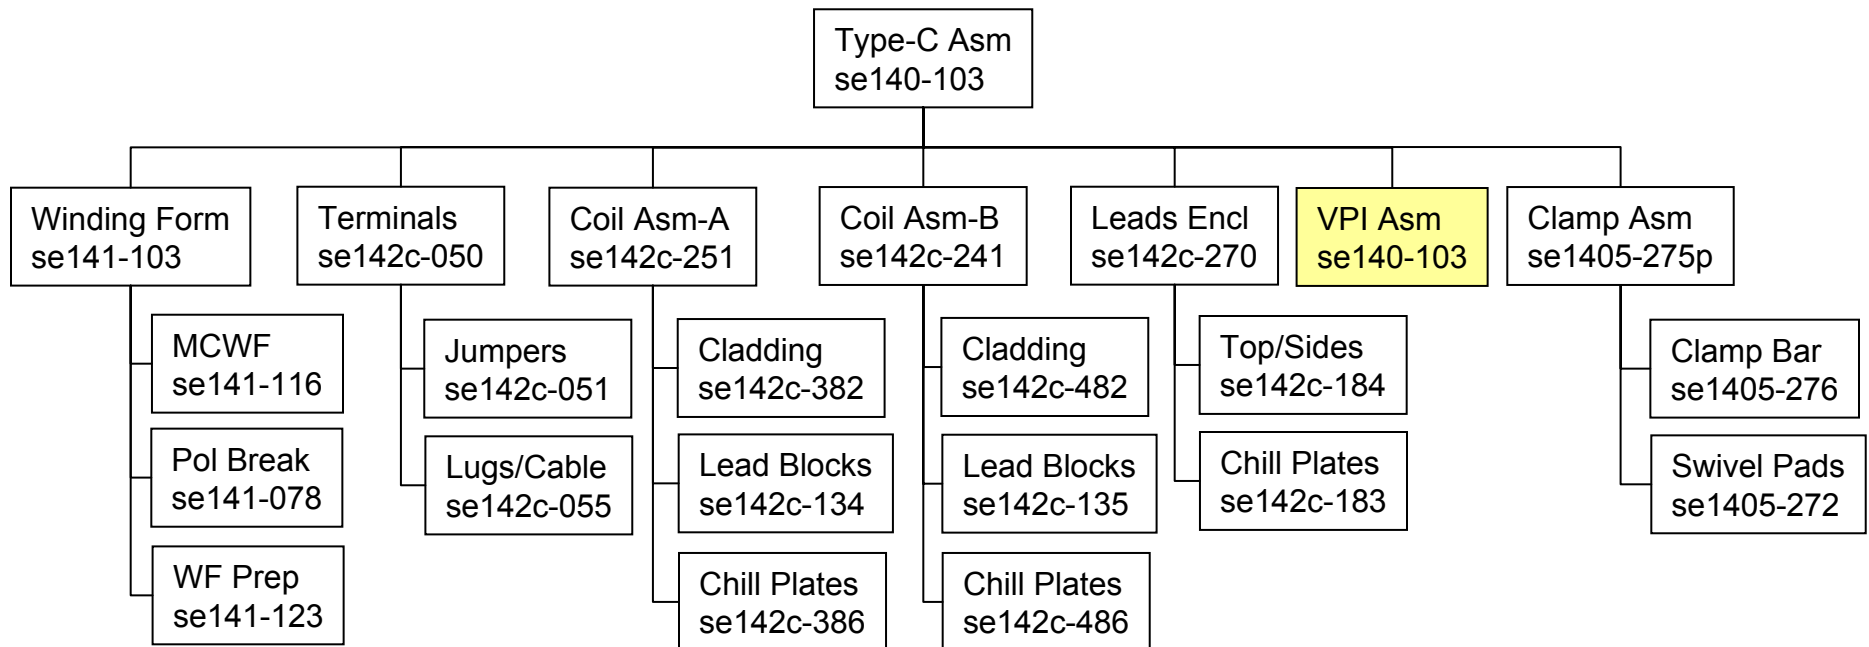 Type-C Asm
se140-103
Winding Form
se141-103
Terminals
se142c-050
Coil Asm-A
se142c-251
Coil Asm-B
se142c-241
Leads Encl
se142c-270
VPI Asm
se140-103
Clamp Asm
se1405-275p
MCWF
se141-116
Pol Break
se141-078
WF Prep
se141-123
Jumpers
se142c-051
Lugs/Cable
se142c-055
Cladding
se142c-382
Lead Blocks
se142c-134
Chill Plates
se142c-386
Cladding
se142c-482
Lead Blocks
se142c-135
Chill Plates
se142c-486
Top/Sides
se142c-184
Chill Plates
se142c-183
Clamp Bar
se1405-276
Swivel Pads
se1405-272